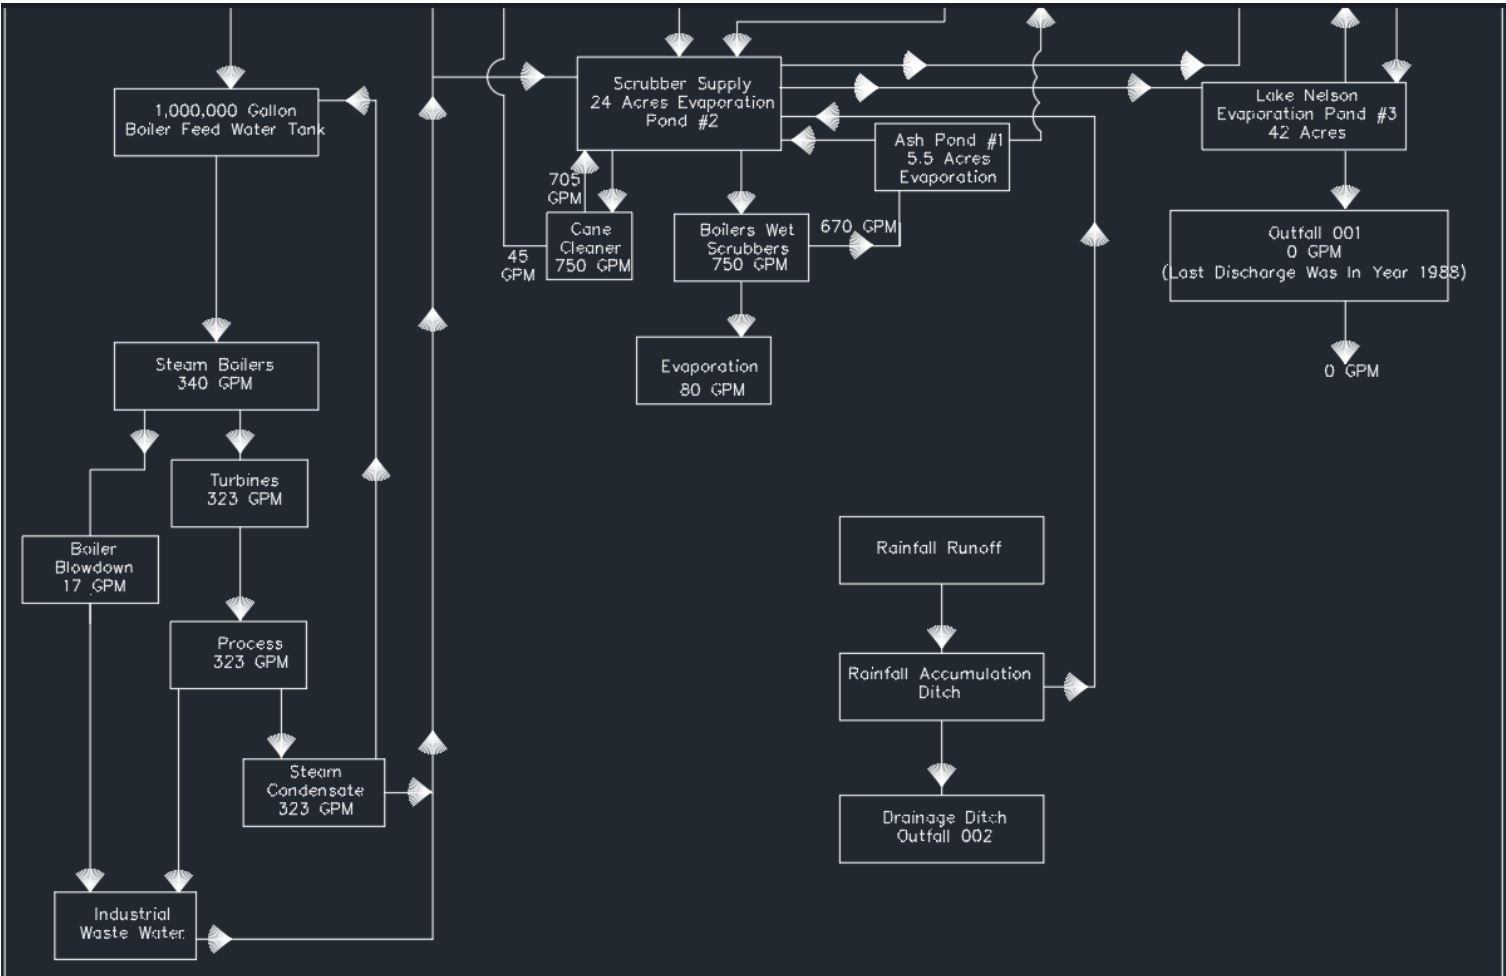 1,000,000 Gallon
Boiler Feed Water Tank
Scrubber Supply
24 Acres Evaporation
Pond #2
Lake Nelson
Evaporation Pond #3
42 Acres
Ash Pond #1
5.5 Acres
Evaporation
705
GPM
Cane
Cleaner
750 GPM
45
GPM
Boilers Wet
Scrubbers
750 GPM
670 GPM
Outfall 001
0 GPM
(Last Discharge Was In Year 1988)
0 GPM
Evaporation
80 GPM
Steam Boilers
340 GPM
Turbines
323 GPM
Boiler
Blowdown
17 GPM
Process
323 GPM
Steam
Condensate
323 GPM
Industrial
Waste Water
Rainfall Runoff
Rainfall Accumulation
Ditch
Drainage Ditch
Outfall 002